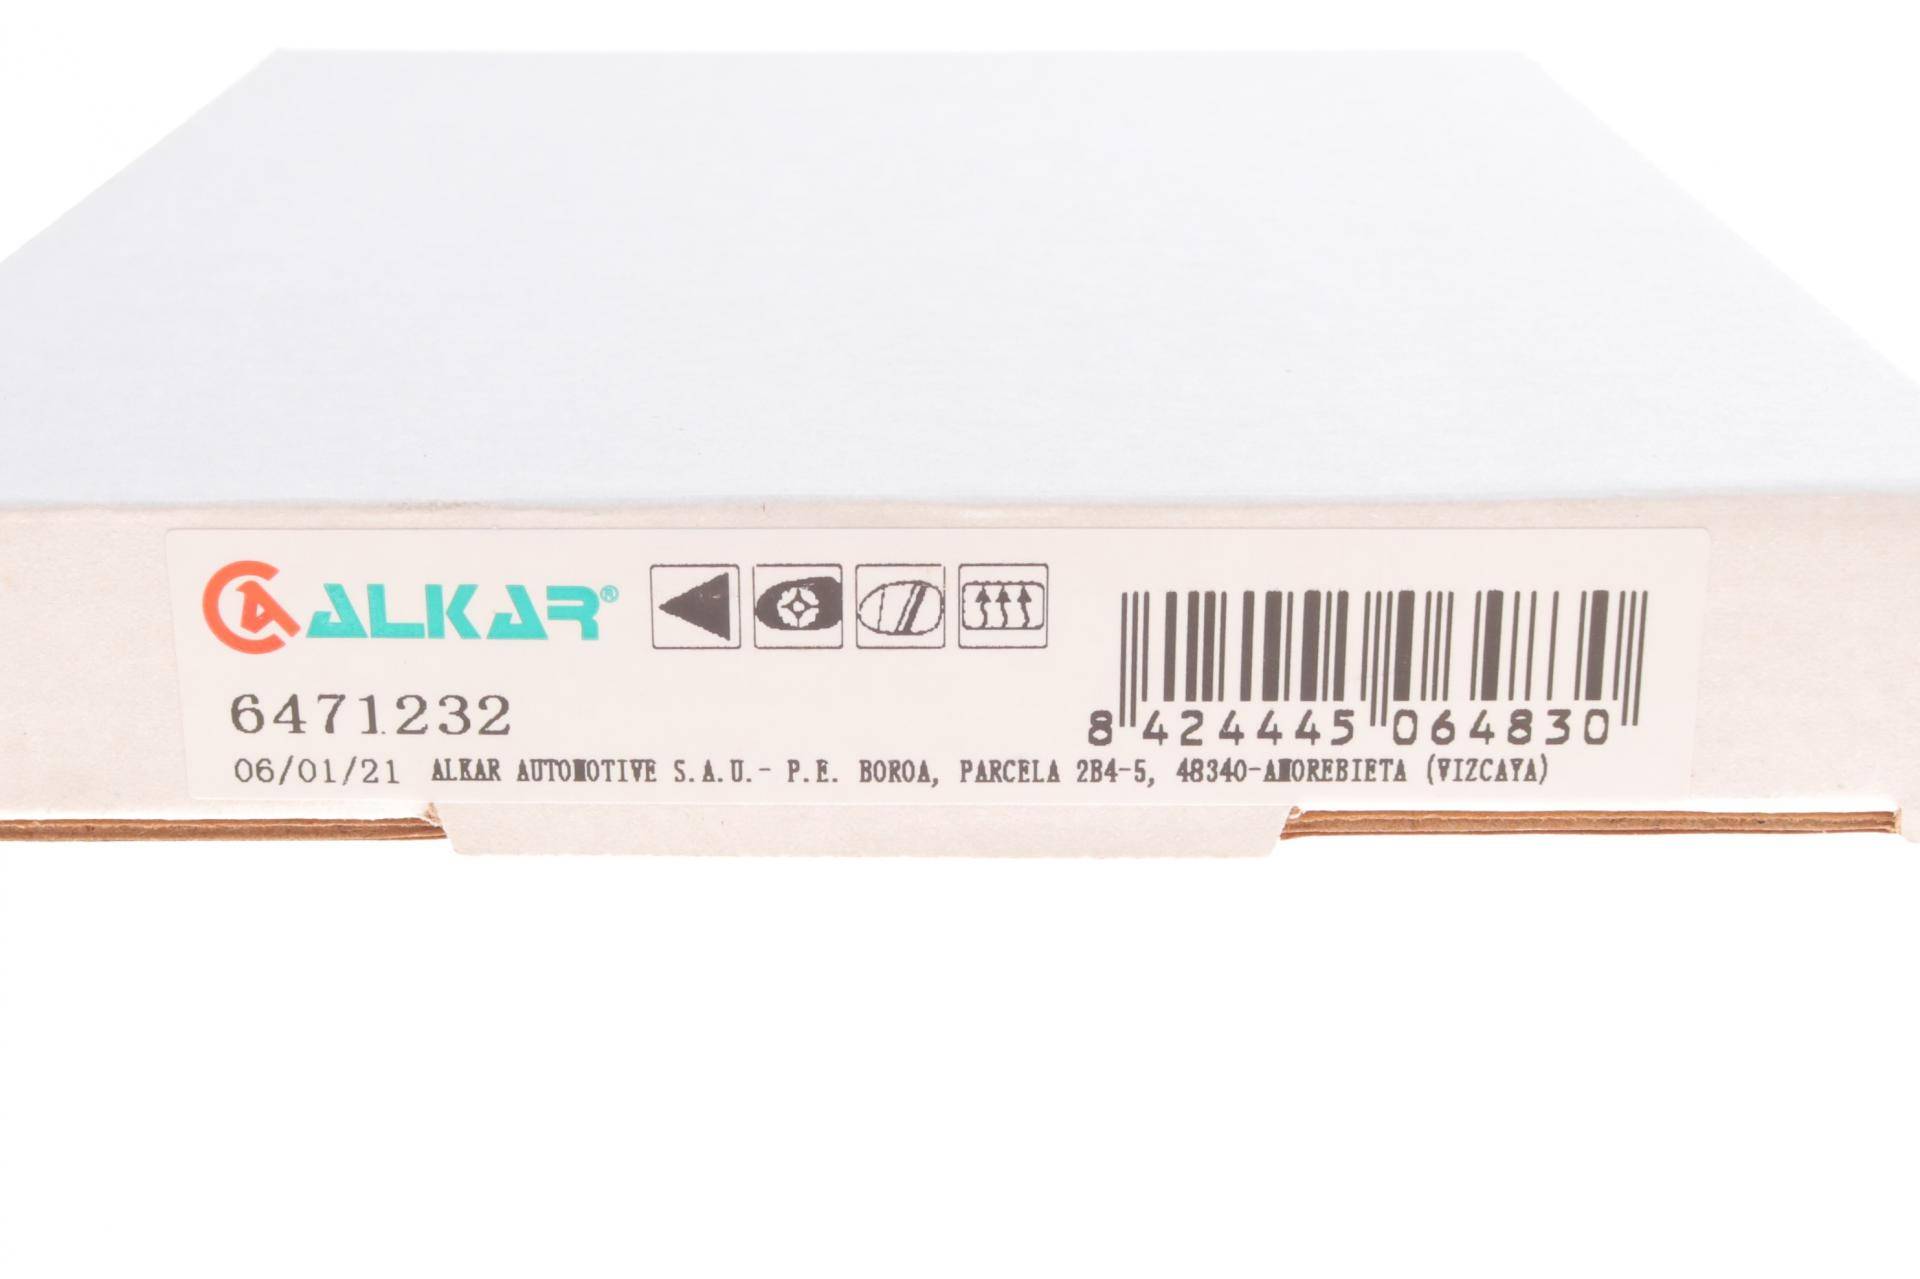 ALKAR®
6471232
8 424445 064830
06/01/21 ALKAR AUTOMOTIVE S.A.U.- P.E. BOROA, PARCELA 2B4-5, 48340-AMOREBIETA (VIZCAYA)